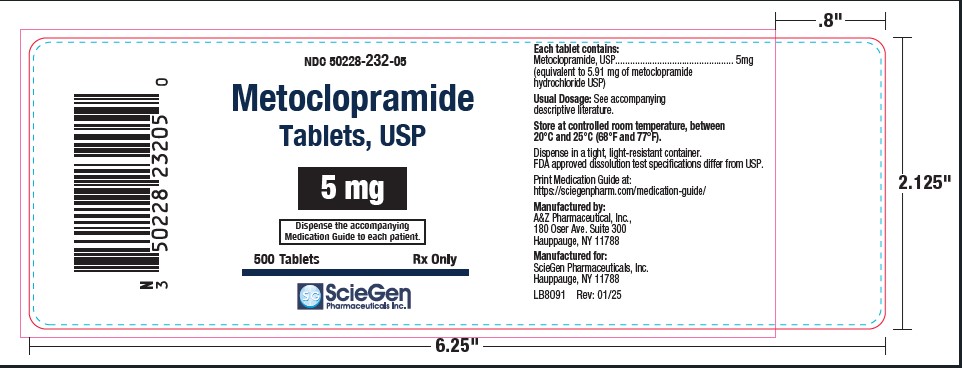 .8"
N
3 50228 23205 0
NDC 50228-232-05
Metoclopramide
Tablets, USP
5 mg
Dispense the accompanying
Medication Guide to each patient.
500 Tablets Rx Only
SG ScieGen
Pharmaceuticals Inc.
Each tablet contains:
Metoclopramide, USP................................................ 5mg
(equivalent to 5.91 mg of metoclopramide
hydrochloride USP)
Usual Dosage: See accompanying
descriptive literature.
Store at controlled room temperature, between
20°C and 25°C (68°F and 77°F).
Dispense in a tight, light-resistant container.
FDA approved dissolution test specifications differ from USP.
Print Medication Guide at:
https://sciegenpharm.com/medication-guide/
Manufactured by:
A&Z Pharmaceutical, Inc.,
180 Oser Ave. Suite 300
Hauppauge, NY 11788
Manufactured for:
ScieGen Pharmaceuticals, Inc.
Hauppauge, NY 11788
LB8091 Rev: 01/25
2.125"
6.25"